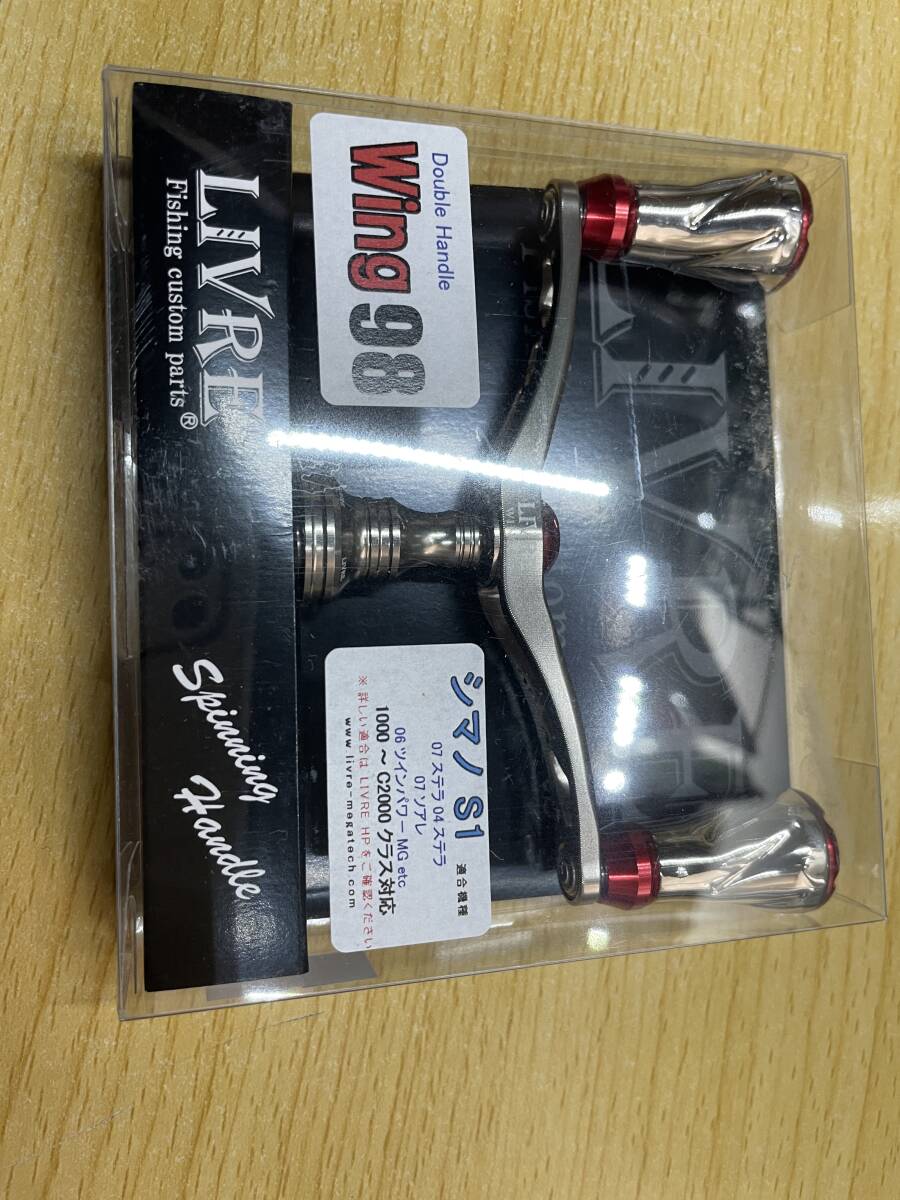 LIVRE
Fishing custom parts®
Spinning Handle
Double Handle
Wing 98
シマノ S1 適合機種
07 ステラ 04 ステラ
07 ソアレ
06 ツインパワー MG etc
1000 ～ C2000 クラス対応
※ 詳しい適合は LIVRE HPをご確認ください
www.livre-megatech.com
LIVRE